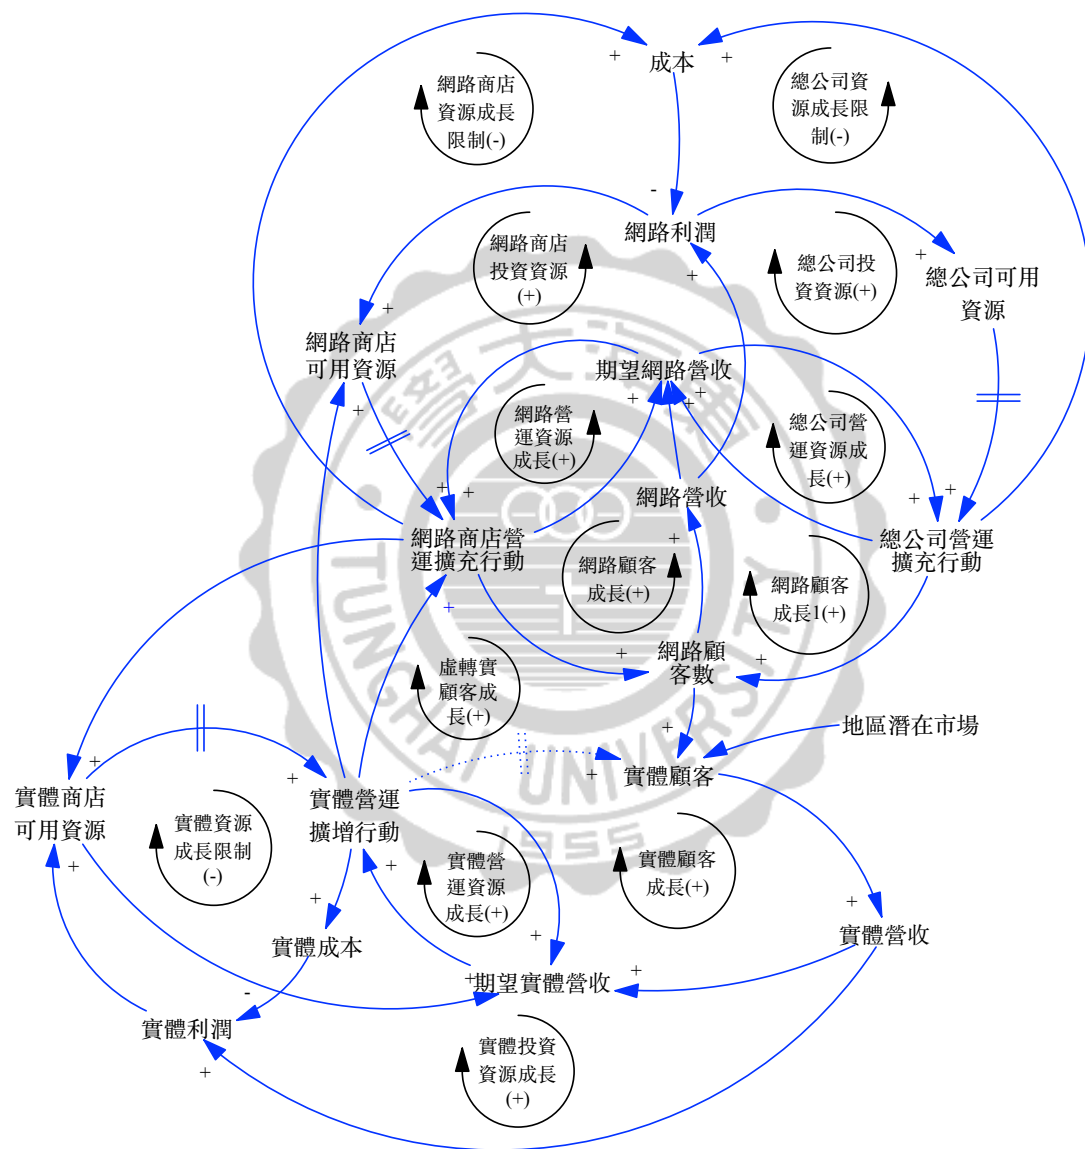 成本
網路商店
資源成長
限制(-)
總公司資
源成長限
制(-)
+
+
-
網路利潤
網路商店
投資資源
(+)
總公司投
資資源(+)
+
總公司可用
資源
+
+
網路商店
可用資源
期望網路營收
+
+
+
+
網路營
運資源
成長(+)
總公司營
運資源成
長(+)
網路營收
+
+
+
+
網路商店營
運擴充行動
總公司營運
擴充行動
+
網路顧客
成長(+)
網路顧客
成長1(+)
+
+
+
網路顧
客數
虛轉實
顧客成
長(+)
+
地區潛在市場
+
+
+
實體顧客
實體商店
可用資源
實體營運
擴增行動
實體資源
成長限制
(-)
+
+
實體營
運資源
成長(+)
實體顧客
成長(+)
+
+
實體成本
+
實體營收
+
+
期望實體營收
-
實體利潤
+
實體投資
資源成長
(+)
學大海東
TUNGHAI UNIVERSITY
1955